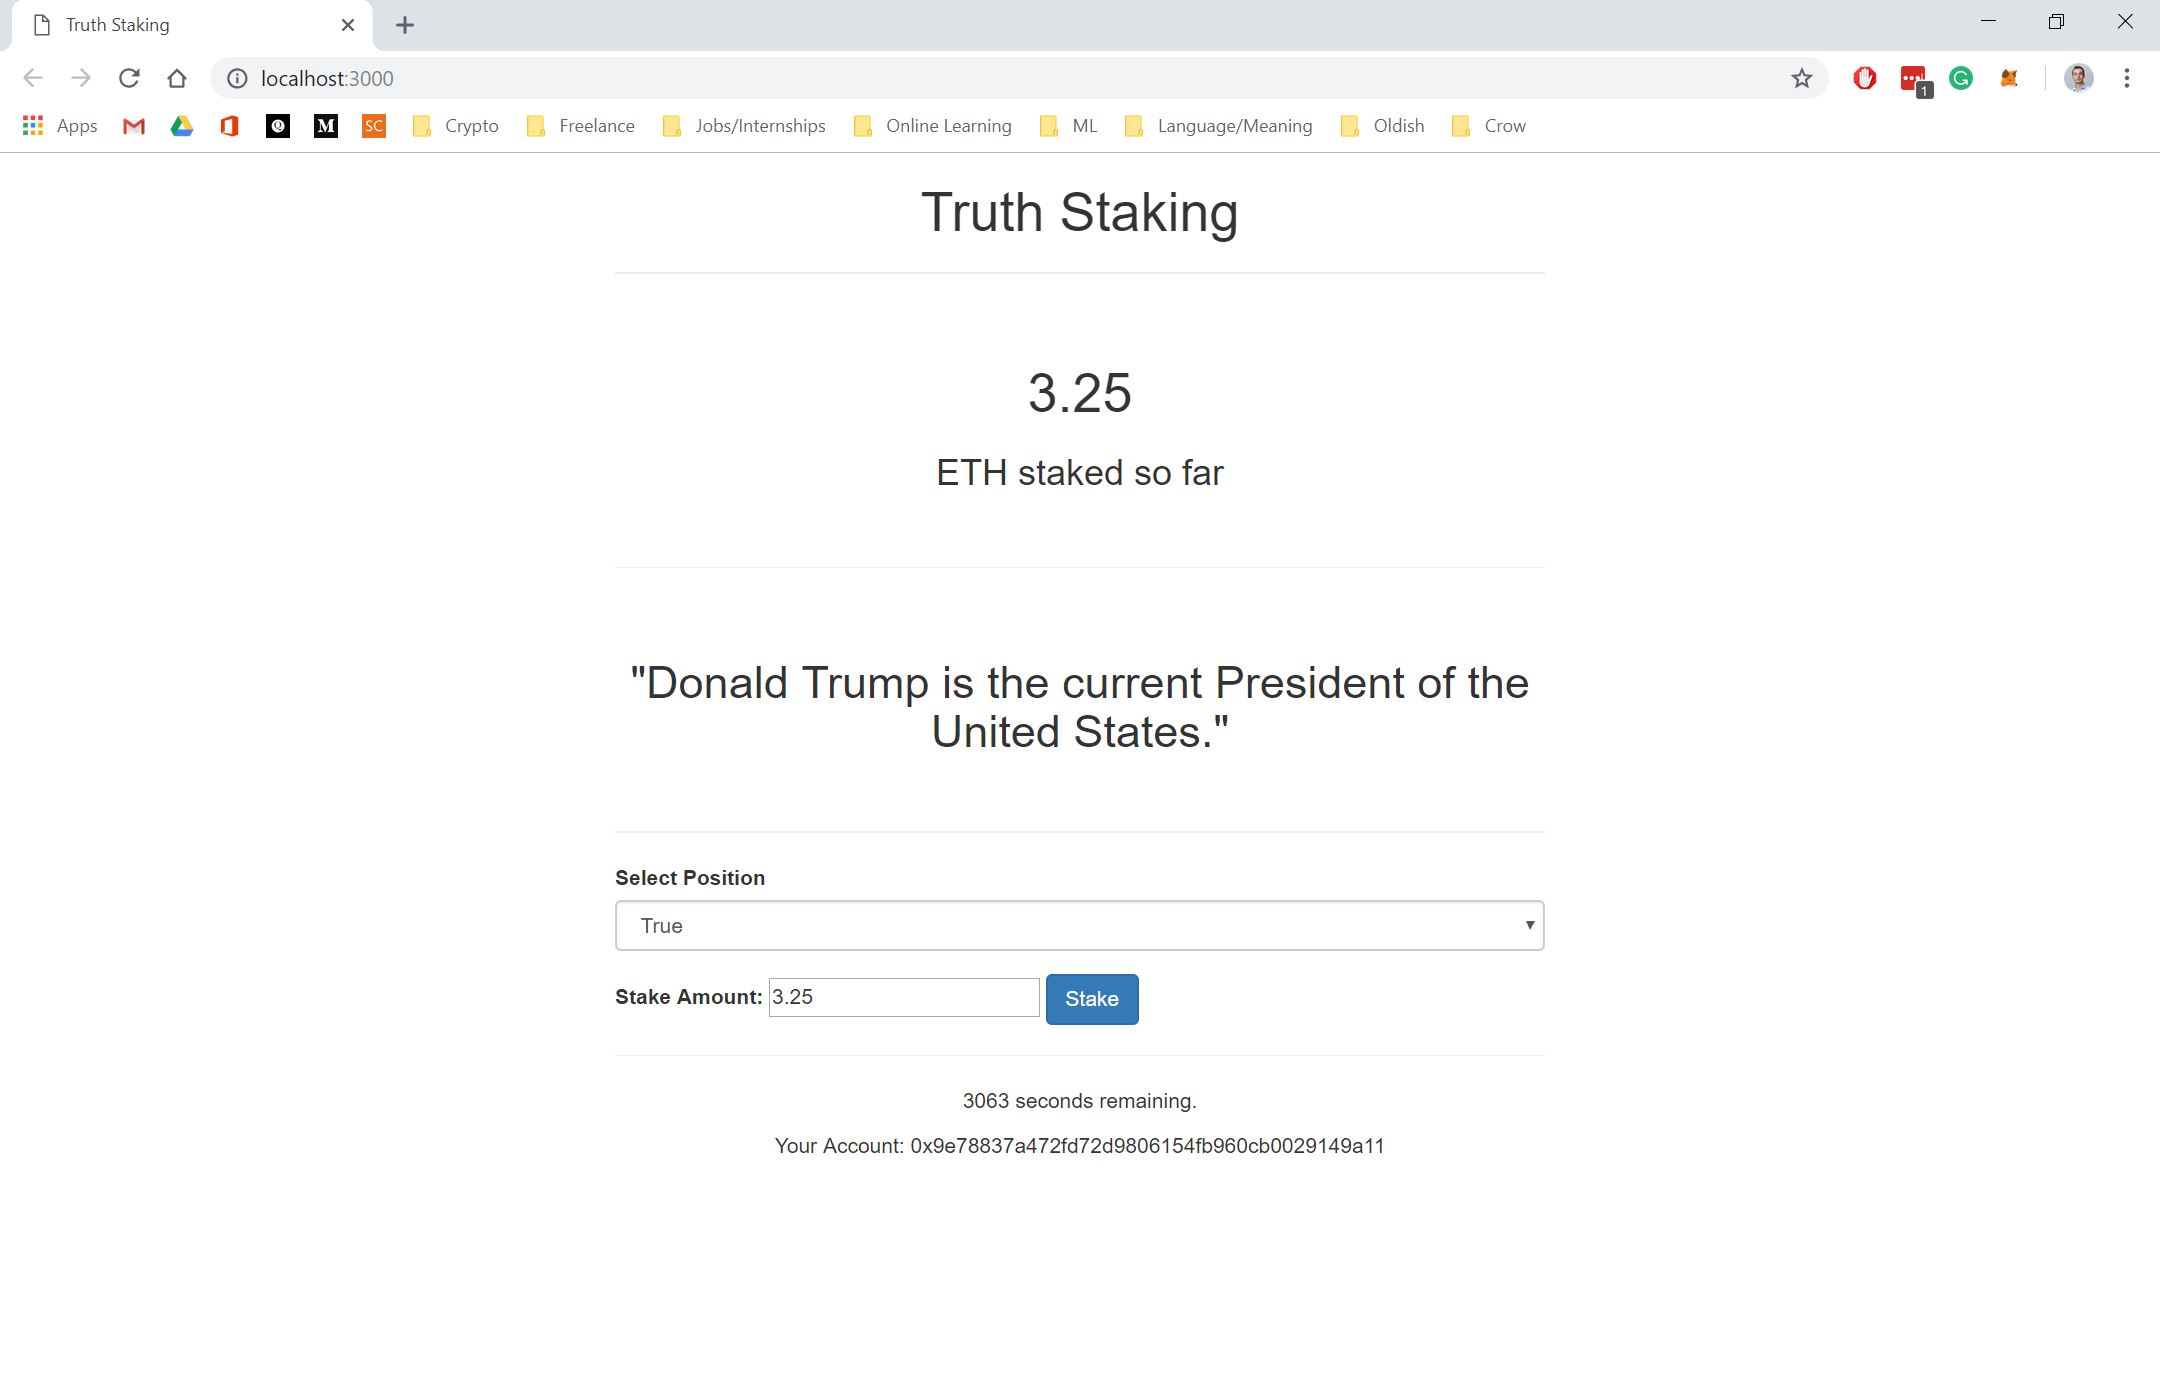 Truth Staking
localhost:3000
1
Apps
M
SC
Crypto
Freelance
Jobs/Internships
Online Learning
ML
Language/Meaning
Oldish
Crow
Truth Staking
3.25
ETH staked so far
"Donald Trump is the current President of the
United States."
Select Position
True
Stake Amount: 3.25 Stake
3063 seconds remaining.
Your Account: 0x9e78837a472fd72d9806154fb960cb0029149a11